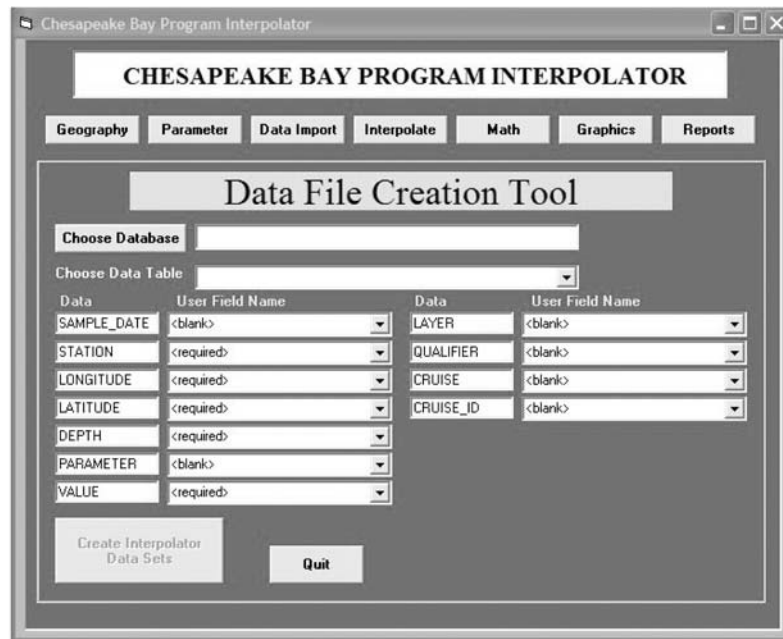 Chesapeake Bay Program Interpolator
CHESAPEAKE BAY PROGRAM INTERPOLATOR
Geography Parameter Data Import Interpolate Math Graphics Reports
Data File Creation Tool
Choose Database
Choose Data Table
Data User Field Name Data User Field Name
SAMPLE_DATE <blank> LAYER <blank>
STATION <required> QUALIFIER <blank>
LONGITUDE <required> CRUISE <blank>
LATITUDE <required> CRUISE_ID <blank>
DEPTH <required>
PARAMETER <blank>
VALUE <required>
Create Interpolator
Data Sets
Quit